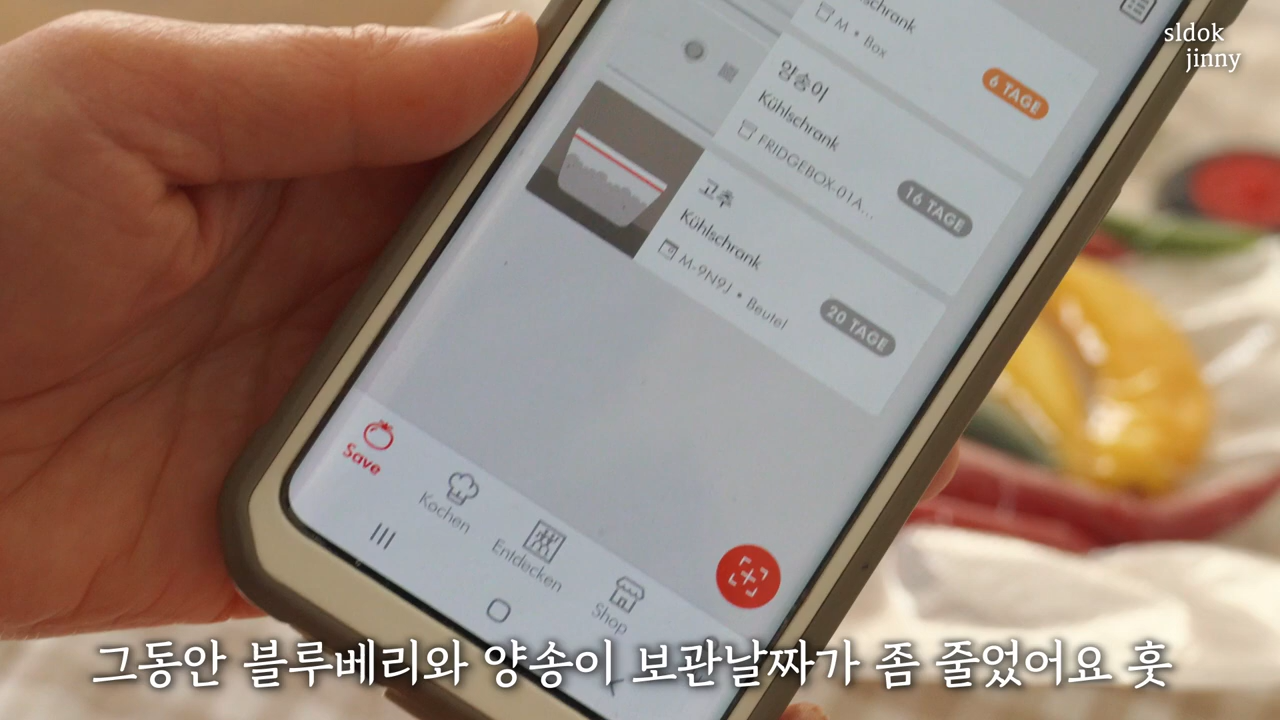 sldok
jinny
Kühlschrank
M • Box
6 TAGE
양송이
Kühlschrank
FRIDGEBOX-01A...
16 TAGE
고추
Kühlschrank
M-9N9J • Beutel
20 TAGE
Save
Kochen
Entdecken
Shop
그동안 블루베리와 양송이 보관날짜가 좀 줄었어요 훗